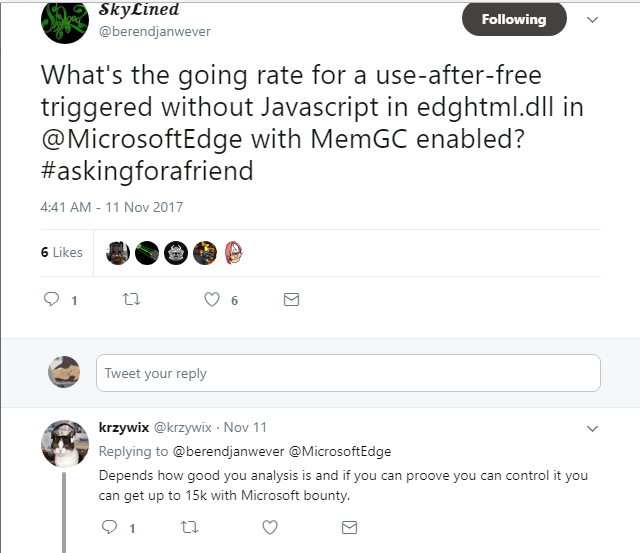 SkyLined
@berendjanwever
Following
What's the going rate for a use-after-free
triggered without Javascript in edghtml.dll in
@MicrosoftEdge with MemGC enabled?
#askingforafriend
4:41 AM - 11 Nov 2017
6 Likes
1
6
Tweet your reply
krzywix @krzywix · Nov 11
Replying to @berendjanwever @MicrosoftEdge
Depends how good you analysis is and if you can proove you can control it you
can get up to 15k with Microsoft bounty.
1